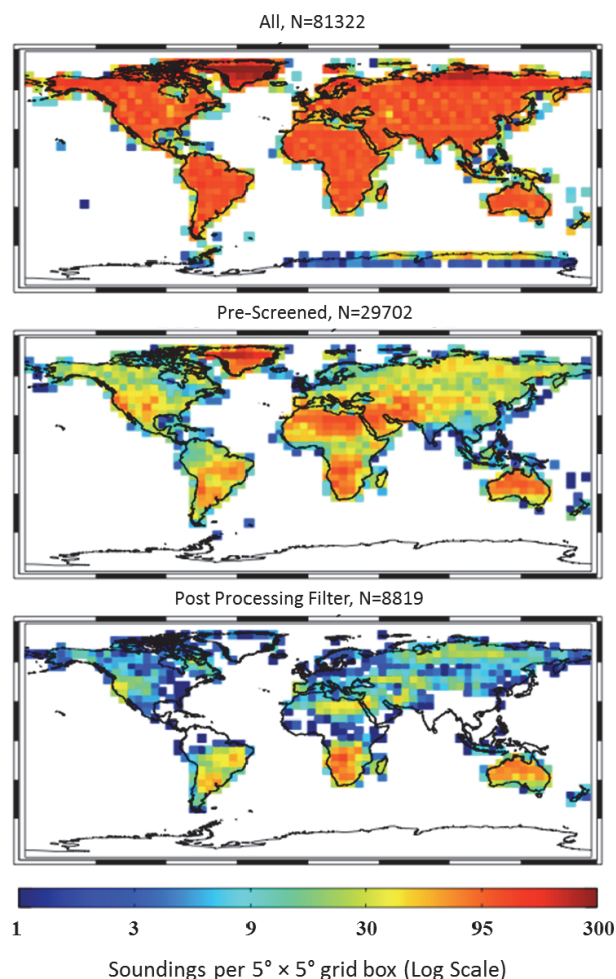 All, N=81322
Pre-Screened, N=29702
Post Processing Filter, N=8819
1 3 9 30 95 300
Soundings per 5° × 5° grid box (Log Scale)